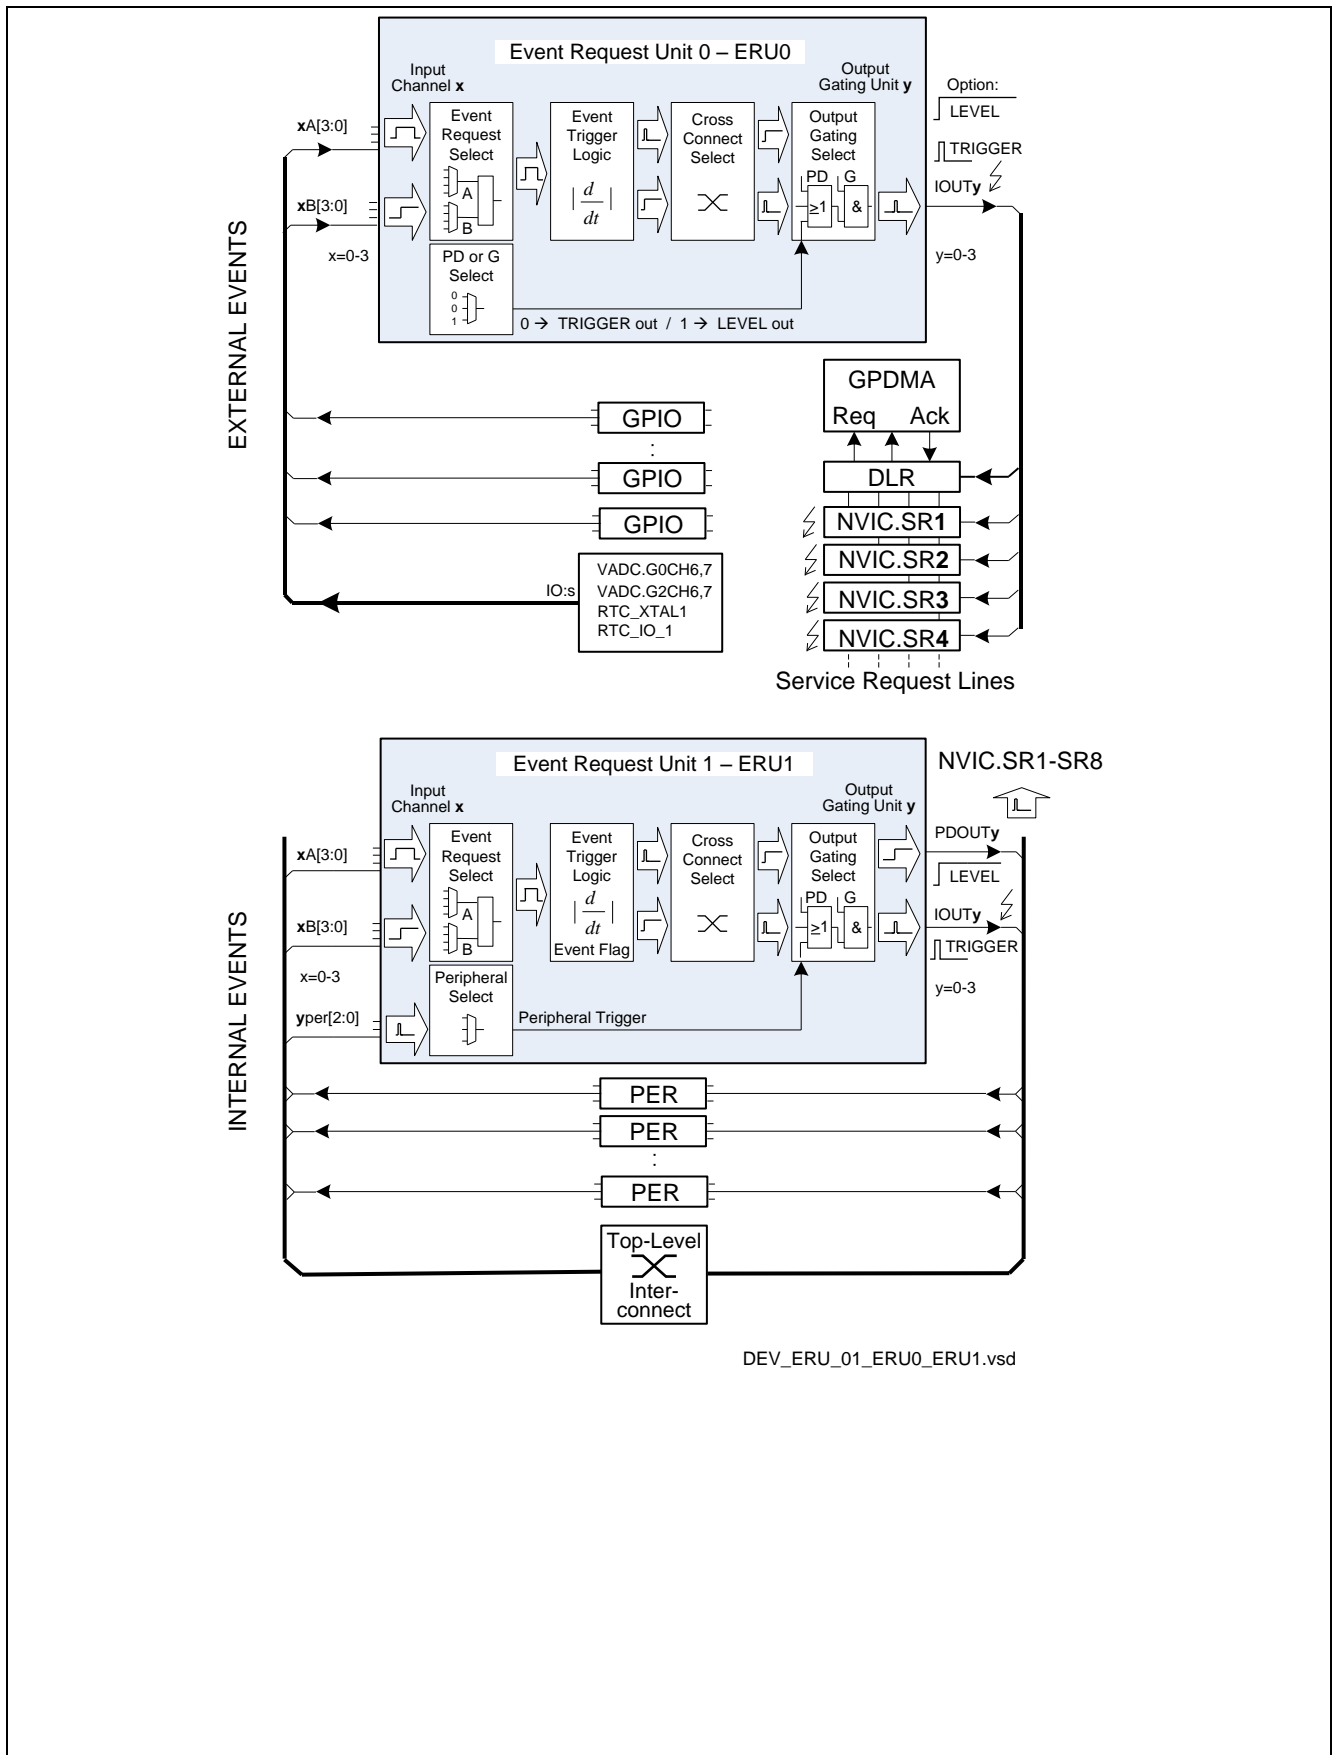 Event Request Unit 0 – ERU0
Input
Channel x
Output
Gating Unit y
Option:
LEVEL
TRIGGER
IOUTy
y=0-3
EXTERNAL EVENTS
xA[3:0]
xB[3:0]
x=0-3
Event
Request
Select
A
B
Event
Trigger
Logic
| d
dt |
Cross
Connect
Select
Output
Gating
Select
PD G
≥1 &
PD or G
Select
0
0
1
0 → TRIGGER out / 1 → LEVEL out
GPIO
:
GPIO
GPIO
IO:s
VADC.G0CH6,7
VADC.G2CH6,7
RTC_XTAL1
RTC_IO_1
GPDMA
Req Ack
DLR
NVIC.SR1
NVIC.SR2
NVIC.SR3
NVIC.SR4
Service Request Lines
Event Request Unit 1 – ERU1
NVIC.SR1-SR8
Input
Channel x
Output
Gating Unit y
INTERNAL EVENTS
xA[3:0]
xB[3:0]
x=0-3
yper[2:0]
Event
Request
Select
A
B
Event
Trigger
Logic
| d
dt |
Event Flag
Cross
Connect
Select
Output
Gating
Select
PD G
≥1 &
PDOUTy
LEVEL
IOUTy
TRIGGER
y=0-3
Peripheral
Select
Peripheral Trigger
PER
PER
:
PER
Top-Level
Inter-
connect
DEV_ERU_01_ERU0_ERU1.vsd